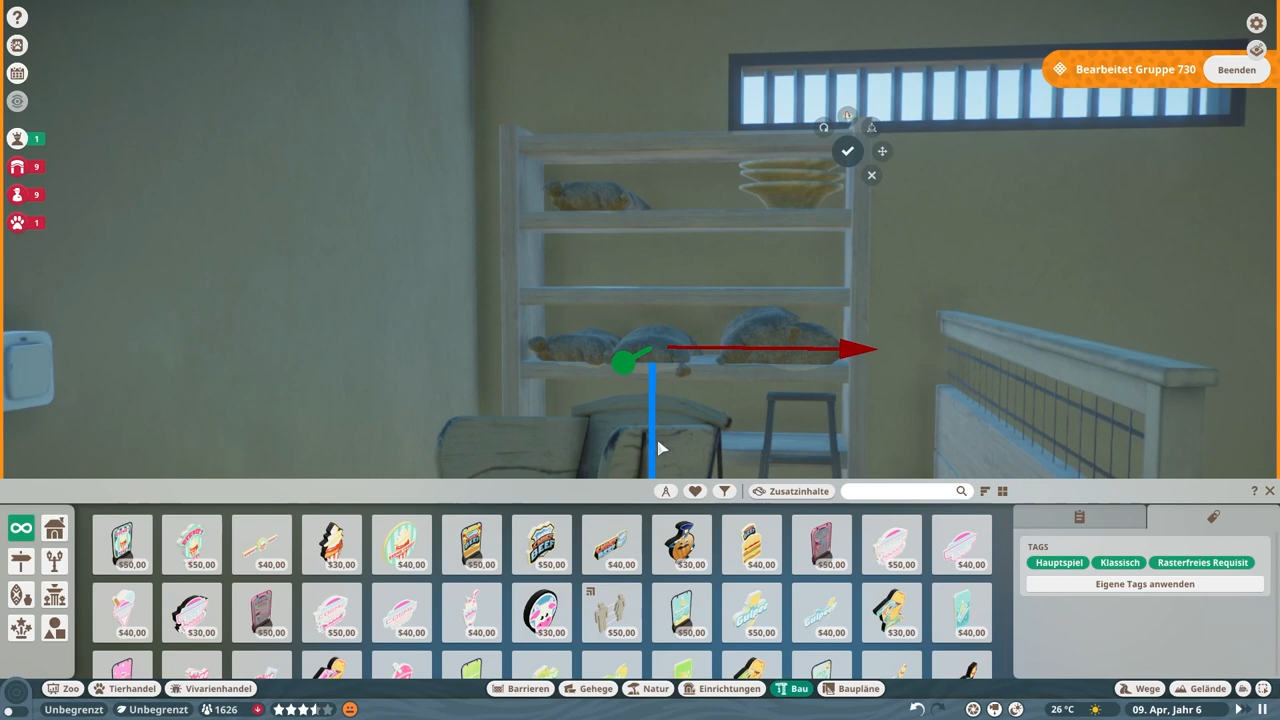 ?
Bearbeitet Gruppe 730
Beenden
1
9
9
1
Zusatzinhalte
?
$50,00 $50,00 $40,00 $30,00 $40,00 $50,00 $50,00 $40,00 $30,00 $40,00 $50,00 $50,00 $40,00
$40,00 $30,00 $50,00 $50,00 $40,00 $40,00 $30,00 $50,00 $50,00 $50,00 $40,00 $30,00 $40,00
TAGS
Hauptspiel Klassisch Rasterfreies Requisit
Eigene Tags anwenden
Zoo Tierhandel Vivarienhandel Barrieren Gehege Natur Einrichtungen Bau Baupläne Wege Gelände
Unbegrenzt Unbegrenzt 1626 26 °C 09. Apr, Jahr 6